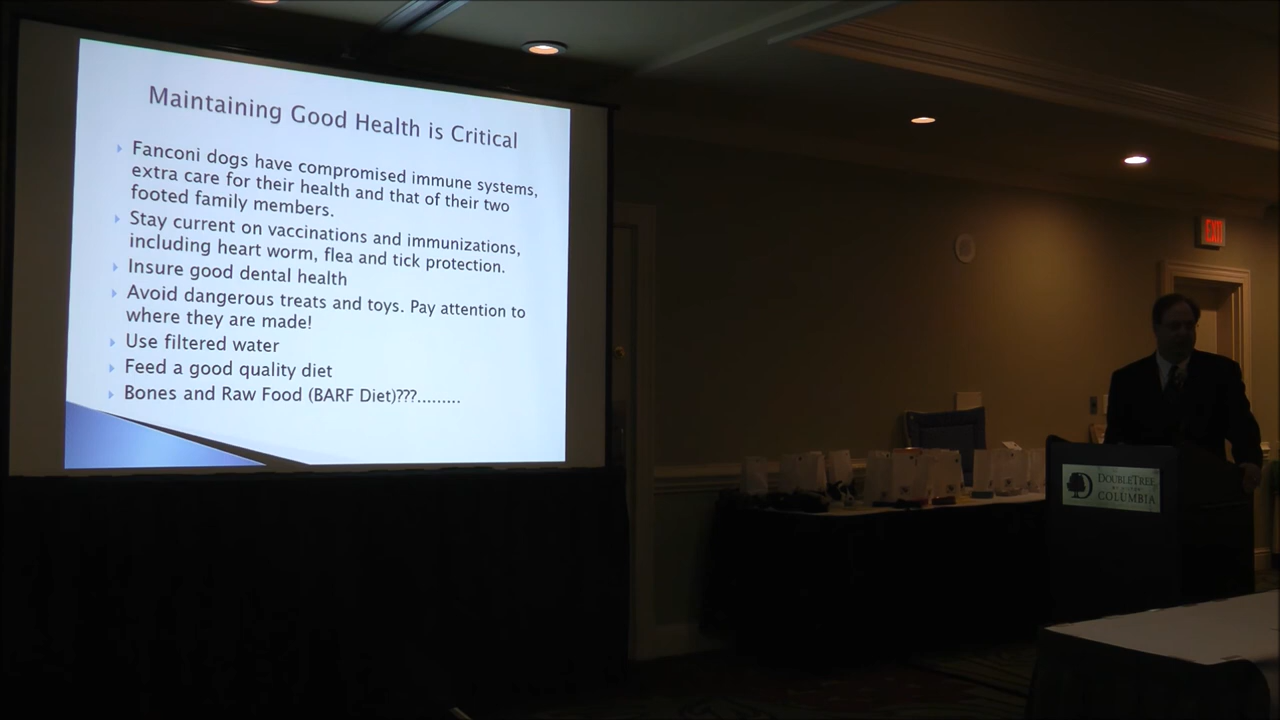 Maintaining Good Health is Critical
Fanconi dogs have compromised immune systems,
extra care for their health and that of their two
footed family members.
Stay current on vaccinations and immunizations,
including heart worm, flea and tick protection.
Insure good dental health
Avoid dangerous treats and toys. Pay attention to
where they are made!
Use filtered water
Feed a good quality diet
Bones and Raw Food (BARF Diet)???.........
EXIT
DOUBLETREE
COLUMBIA